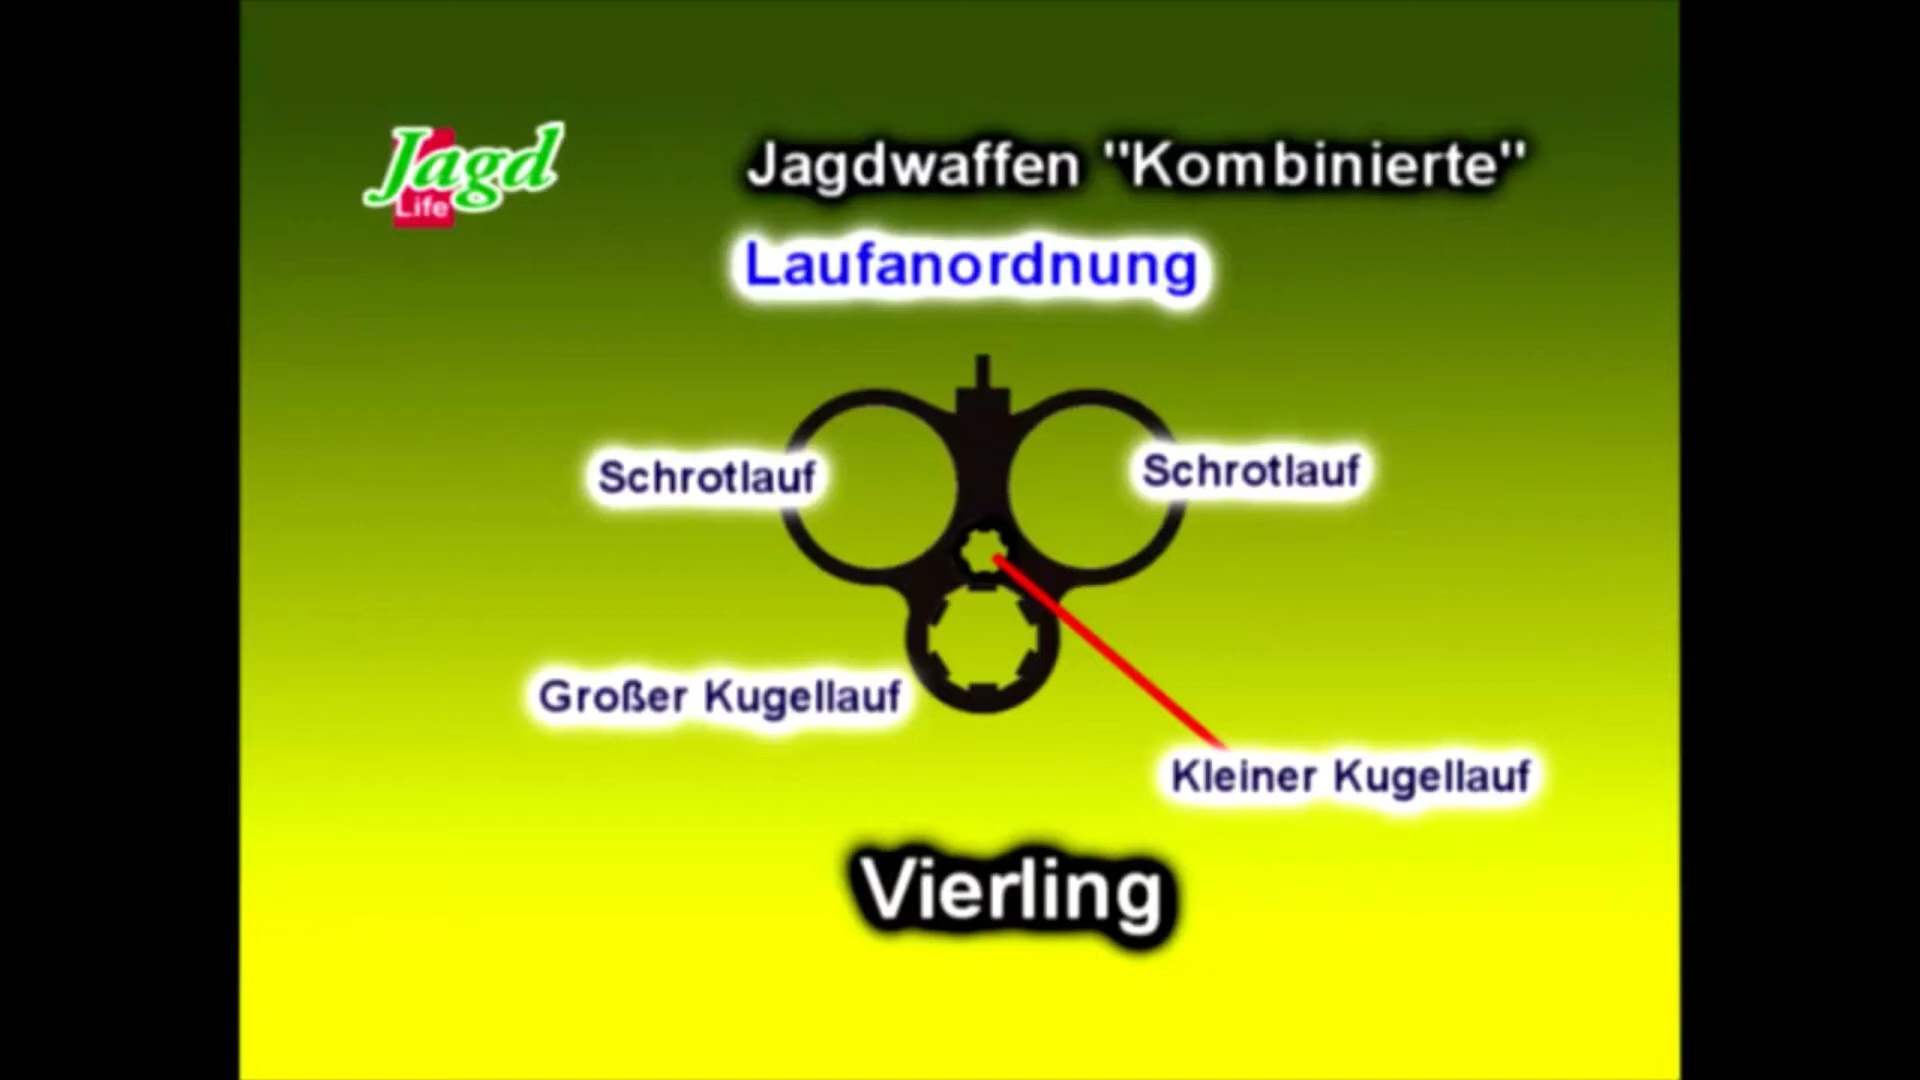 Jagd
Life
Jagdwaffen "Kombinierte"
Laufanordnung
Schrotlauf
Schrotlauf
Großer Kugellauf
Kleiner Kugellauf
Vierling